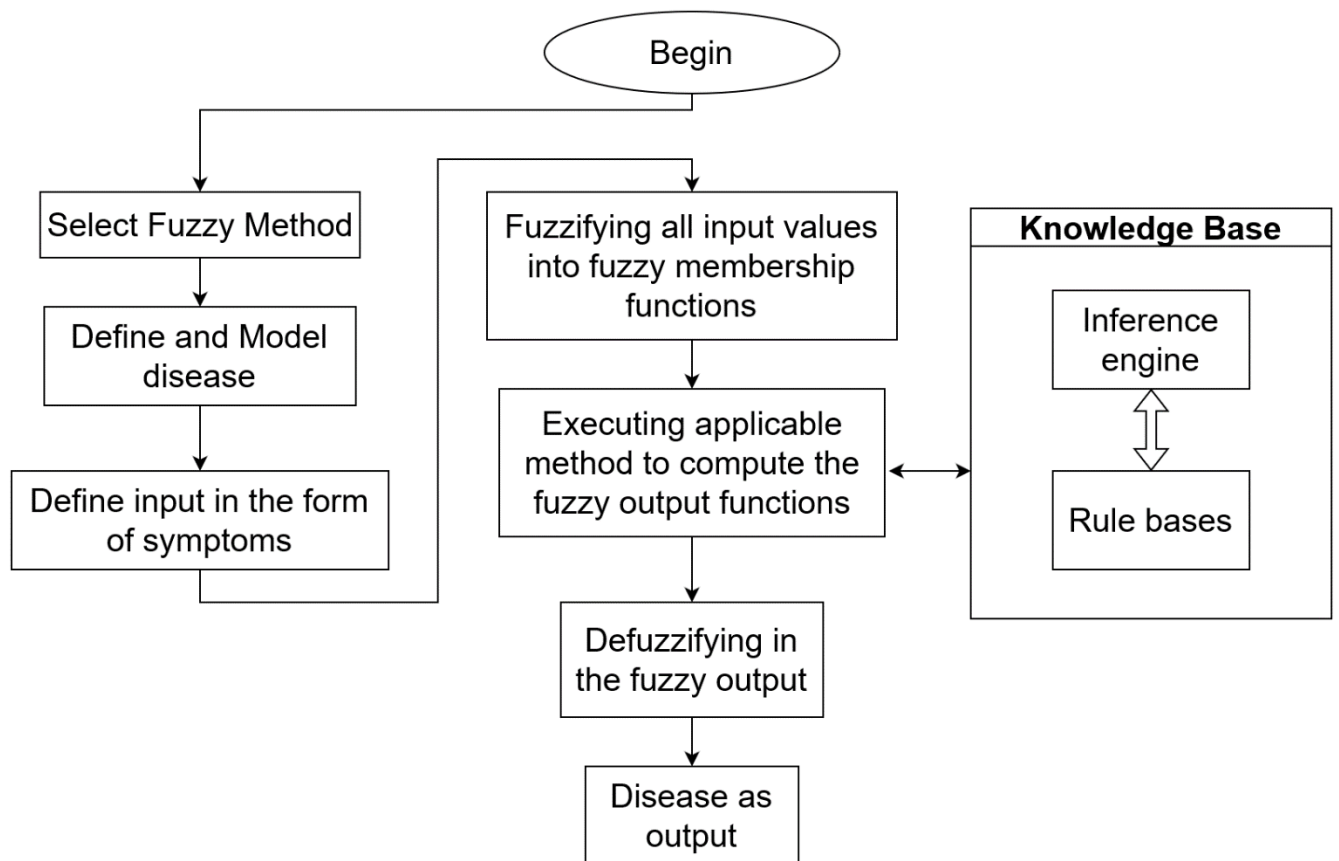 Begin
Select Fuzzy Method
Define and Model
disease
Define input in the form
of symptoms
Fuzzifying all input values
into fuzzy membership
functions
Executing applicable
method to compute the
fuzzy output functions
Defuzzifying in
the fuzzy output
Disease as
output
Knowledge Base
Inference
engine
Rule bases